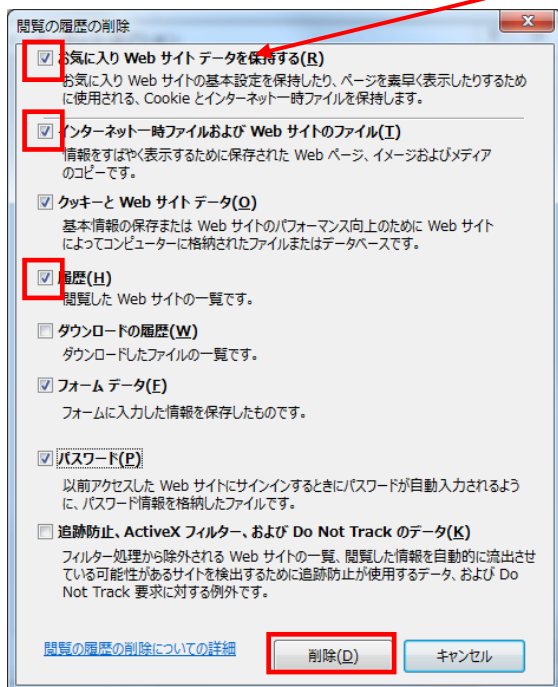 閲覧の履歴の削除
お気に入り Web サイト データを保持する(R)
お気に入り Web サイトの基本設定を保持したり、ページを素早く表示したりするため
に使用される、Cookie とインターネット一時ファイルを保持します。
インターネット一時ファイルおよび Web サイトのファイル(T)
情報をすばやく表示するために保存された Web ページ、イメージおよびメディア
のコピーです。
クッキーと Web サイト データ(O)
基本情報の保存または Web サイトのパフォーマンス向上のために Web サイト
によってコンピューターに格納されたファイルまたはデータベースです。
履歴(H)
閲覧した Web サイトの一覧です。
ダウンロードの履歴(W)
ダウンロードしたファイルの一覧です。
フォーム データ(F)
フォームに入力した情報を保存したものです。
パスワード(P)
以前アクセスした Web サイトにサインインするときにパスワードが自動入力されるよう
に、パスワード情報を格納したファイルです。
追跡防止、ActiveX フィルター、および Do Not Track のデータ(K)
フィルター処理から除外される Web サイトの一覧、閲覧した情報を自動的に流出させ
ている可能性があるサイトを検出するために追跡防止が使用するデータ、および Do
Not Track 要求に対する例外です。
閲覧の履歴の削除についての詳細
削除(D)
キャンセル